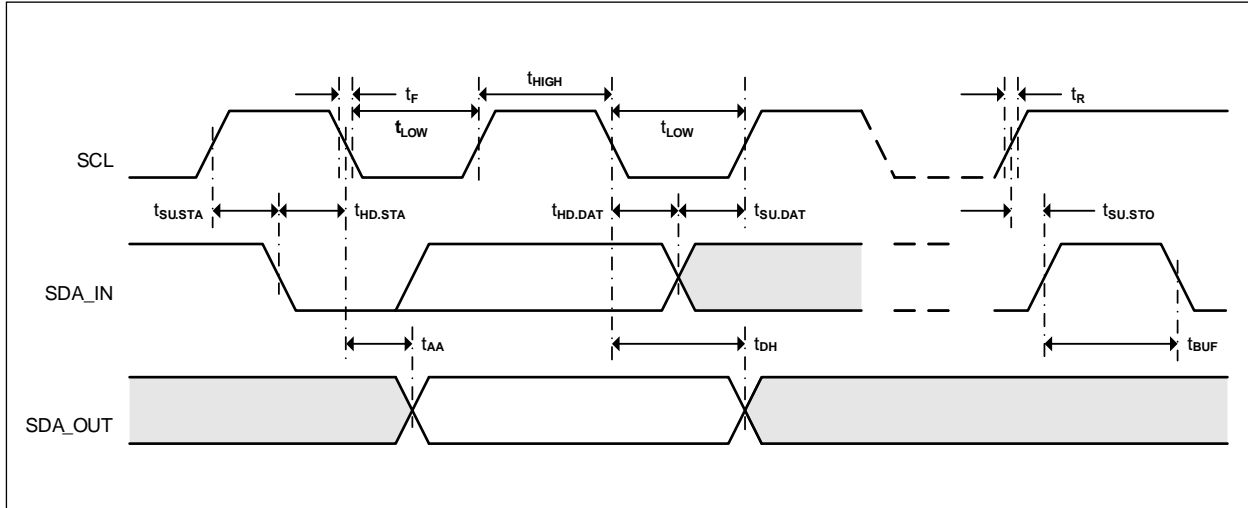 tHIGH
tF
tR
tLOW
tLOW
SCL
tSU.STA
tHD.STA
tHD.DAT
tSU.DAT
tSU.STO
SDA_IN
tAA
tDH
tBUF
SDA_OUT